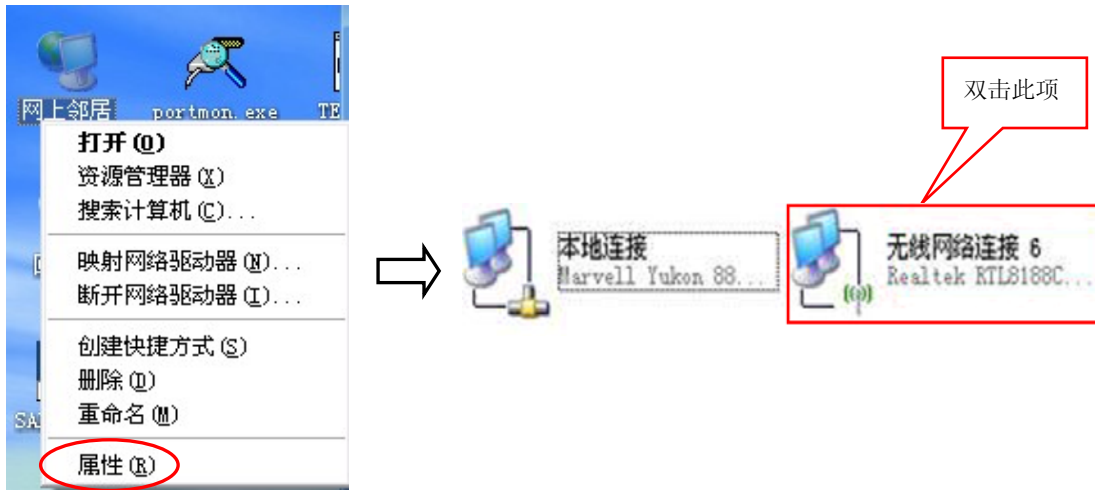 网上邻居
portmon.exe
TE
打开(O)
资源管理器(X)
搜索计算机(C)...
映射网络驱动器(N)...
断开网络驱动器(I)...
创建快捷方式(S)
删除(D)
重命名(M)
SA
属性(R)
双击此项
本地连接
Marvell Yukon 88...
无线网络连接 6
Realtek RTL8188C...